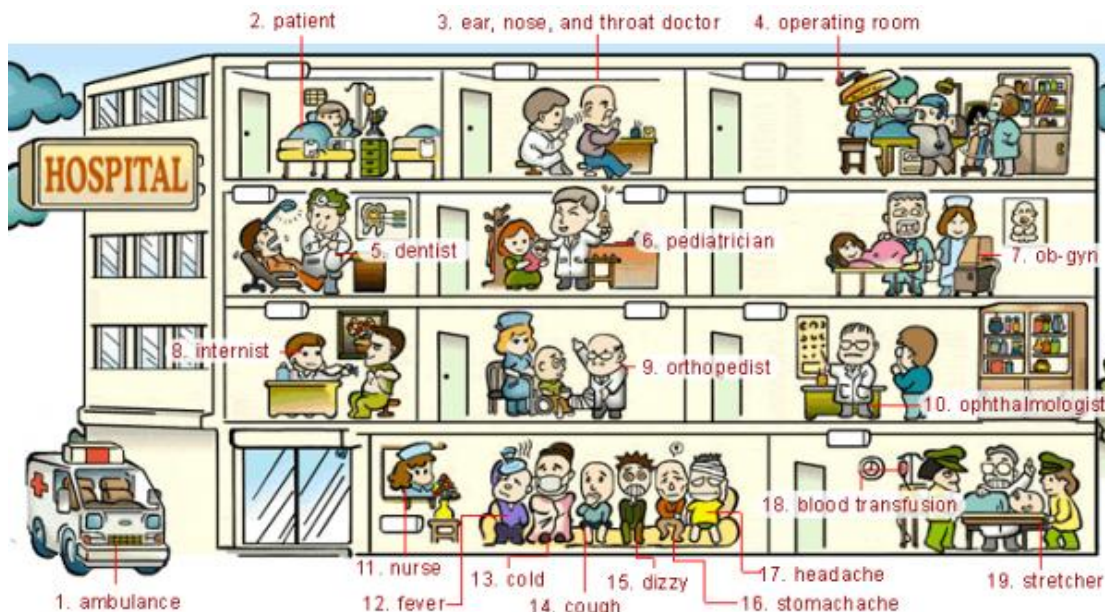 2. patient
3. ear, nose, and throat doctor
4. operating room
HOSPITAL
5. dentist
6. pediatrician
7. ob-gyn
8. internist
9. orthopedist
10. ophthalmologist
18. blood transfusion
11. nurse
13. cold
15. dizzy
17. headache
19. stretcher
1. ambulance
12. fever
14. cough
16. stomachache